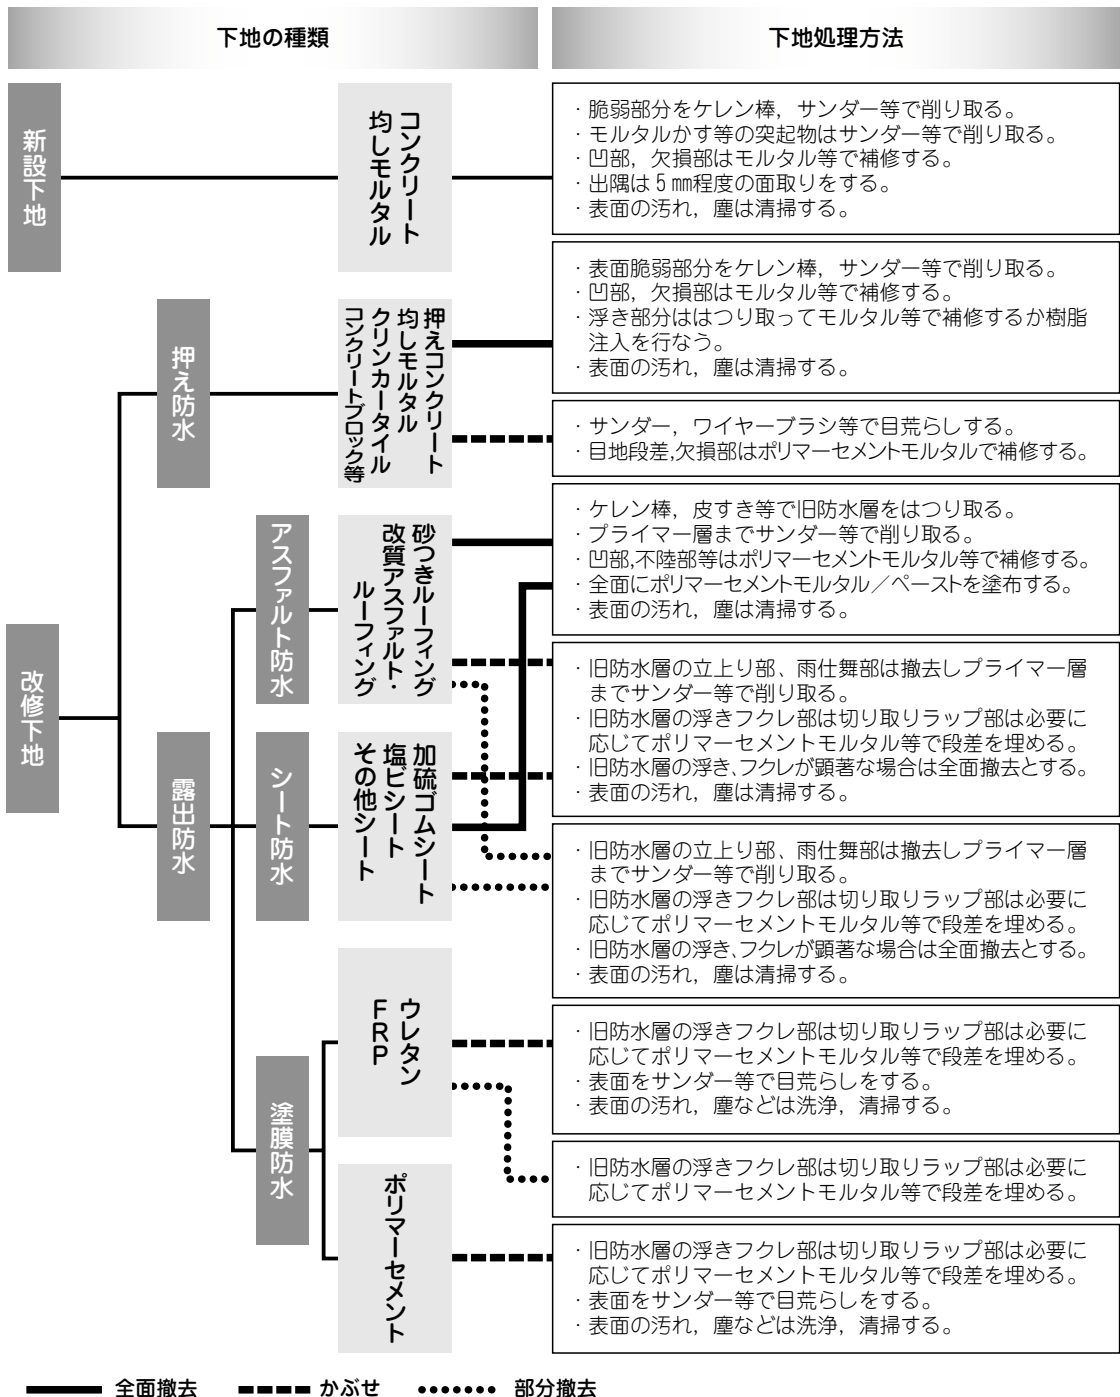 下地の種類
下地処理方法
新設下地
コンクリート
均しモルタル
・脆弱部分をケレン棒，サンダー等で削り取る。
・モルタルかす等の突起物はサンダー等で削り取る。
・凹部，欠損部はモルタル等で補修する。
・出隅は５㎜程度の面取りをする。
・表面の汚れ，塵は清掃する。
改修下地
押え防水
押えコンクリート
均しモルタル
クリンカータイル
コンクリートブロック等
・表面脆弱部分をケレン棒，サンダー等で削り取る。
・凹部，欠損部はモルタル等で補修する。
・浮き部分ははつり取ってモルタル等で補修するか樹脂
注入を行なう。
・表面の汚れ，塵は清掃する。
・サンダー，ワイヤーブラシ等で目荒らしする。
・目地段差,欠損部はポリマーセメントモルタルで補修する。
露出防水
アスファルト防水
砂つきルーフィング
改質アスファルト・
ルーフィング
・ケレン棒，皮すき等で旧防水層をはつり取る。
・プライマー層までサンダー等で削り取る。
・凹部,不陸部等はポリマーセメントモルタル等で補修する。
・全面にポリマーセメントモルタル／ペーストを塗布する。
・表面の汚れ，塵は清掃する。
・旧防水層の立上り部、雨仕舞部は撤去しプライマー層
までサンダー等で削り取る。
・旧防水層の浮きフクレ部は切り取りラップ部は必要に
応じてポリマーセメントモルタル等で段差を埋める。
・旧防水層の浮き、フクレが顕著な場合は全面撤去とする。
・表面の汚れ，塵は清掃する。
シート防水
加硫ゴムシート
塩ビシート
その他シート
・旧防水層の立上り部、雨仕舞部は撤去しプライマー層
までサンダー等で削り取る。
・旧防水層の浮きフクレ部は切り取りラップ部は必要に
応じてポリマーセメントモルタル等で段差を埋める。
・旧防水層の浮き、フクレが顕著な場合は全面撤去とする。
・表面の汚れ，塵は清掃する。
塗膜防水
ウレタン
FRP
・旧防水層の浮きフクレ部は切り取りラップ部は必要に
応じてポリマーセメントモルタル等で段差を埋める。
・表面をサンダー等で目荒らしをする。
・表面の汚れ，塵などは洗浄，清掃する。
・旧防水層の浮きフクレ部は切り取りラップ部は必要に
応じてポリマーセメントモルタル等で段差を埋める。
ポリマーセメント
・旧防水層の浮きフクレ部は切り取りラップ部は必要に
応じてポリマーセメントモルタル等で段差を埋める。
・表面をサンダー等で目荒らしをする。
・表面の汚れ，塵などは洗浄，清掃する。
全面撤去 かぶせ 部分撤去